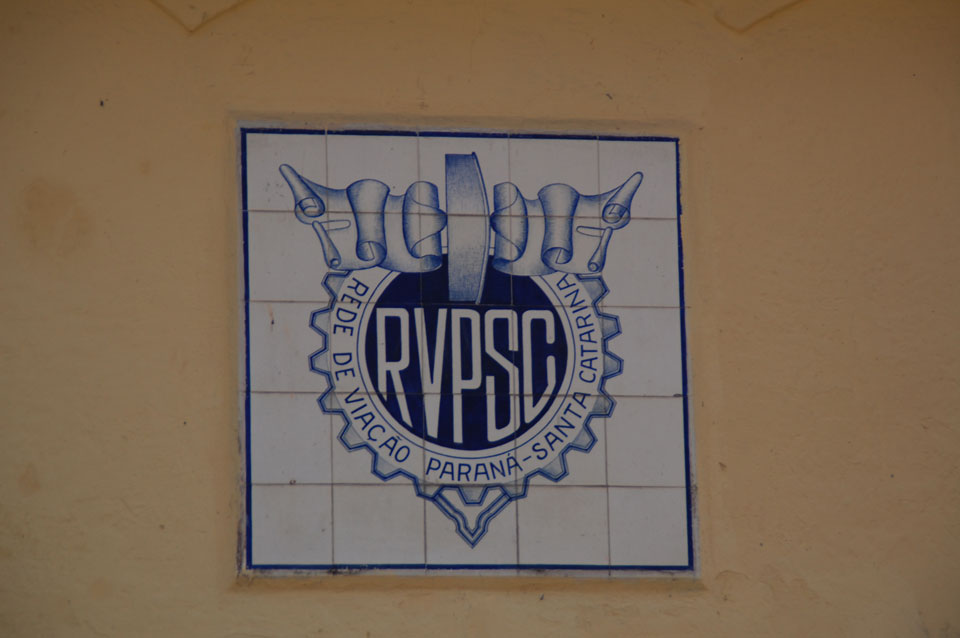 RVPSC
REDE DE VIAÇÃO PARANÁ-SANTA CATARINA